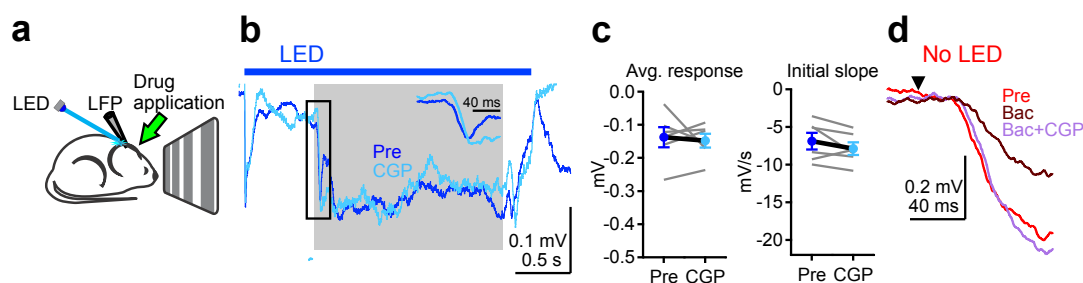 a
LED
LFP
Drug
application
b
LED
40 ms
Pre
CGP
0.1 mV
0.5 s
c
Avg. response
0.0
-0.1
-0.2
-0.3
-0.4
-0.5
mV
Pre CGP
Initial slope
0
-5
-10
-15
-20
mV/s
Pre CGP
d
No LED
Pre
Bac
Bac+CGP
0.2 mV
40 ms